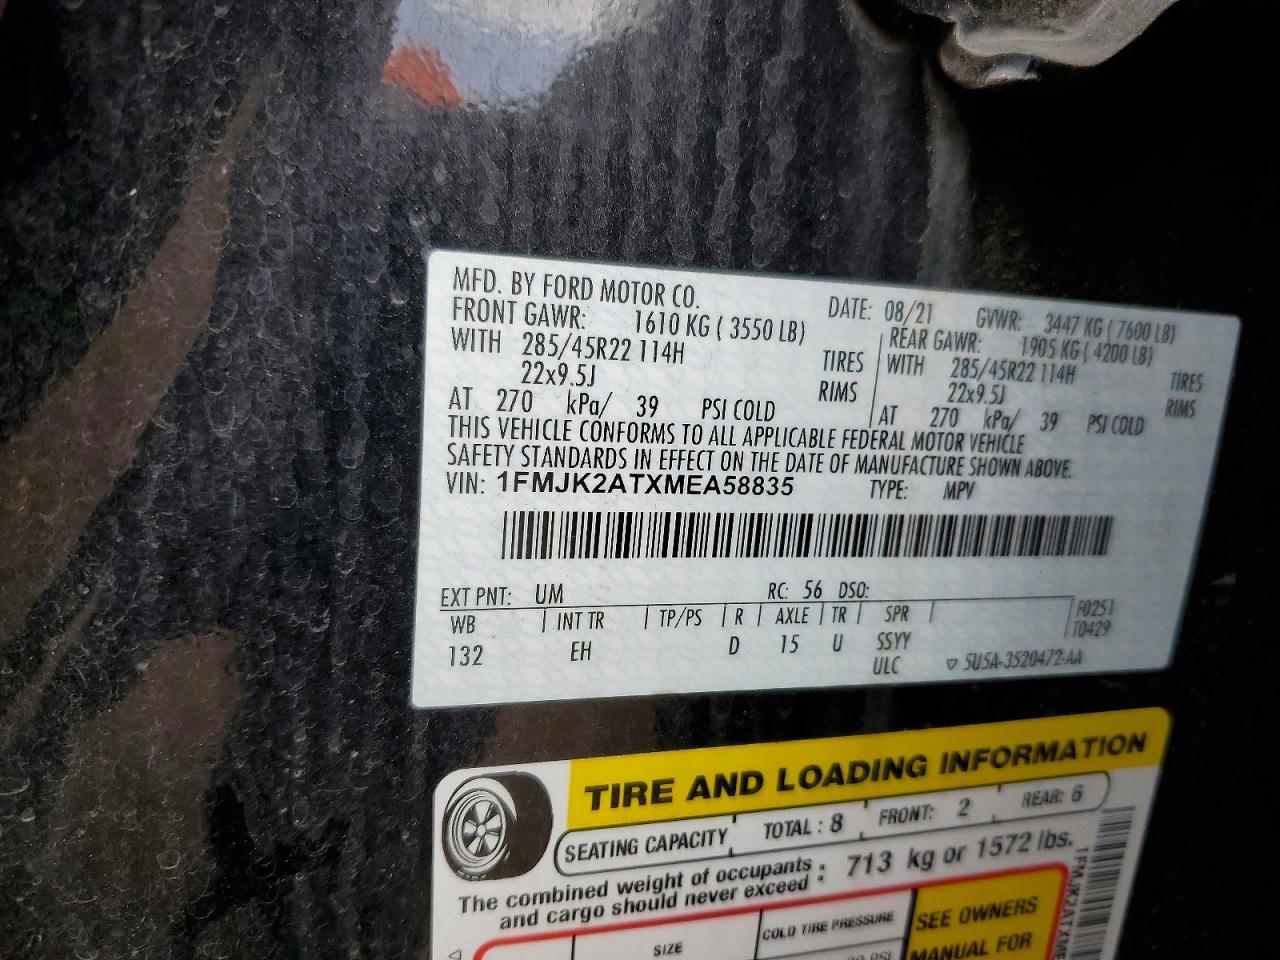 MFD. BY FORD MOTOR CO. DATE: 08/21 GVWR: 3447 KG ( 7600 LB)
FRONT GAWR: 1610 KG ( 3550 LB) REAR GAWR: 1905 KG ( 4200 LB)
WITH 285/45R22 114H TIRES WITH 285/45R22 114H TIRES
22x9.5J RIMS 22x9.5J RIMS
AT 270 kPa/ 39 PSI COLD AT 270 kPa/ 39 PSI COLD
THIS VEHICLE CONFORMS TO ALL APPLICABLE FEDERAL MOTOR VEHICLE
SAFETY STANDARDS IN EFFECT ON THE DATE OF MANUFACTURE SHOWN ABOVE.
VIN: 1FMJK2ATXMEA58835 TYPE: MPV
EXT PNT: UM RC: 56 DSO:
WB INT TR TP/PS R AXLE TR SPR F0251
T0429
132 EH D 15 U SSYY
ULC 5U5A-3520472-AA
TIRE AND LOADING INFORMATION
SEATING CAPACITY TOTAL : 8 FRONT: 2 REAR: 6
The combined weight of occupants : 713 kg or 1572 lbs.
and cargo should never exceed
SIZE COLD TIRE PRESSURE SEE OWNERS
MANUAL FOR